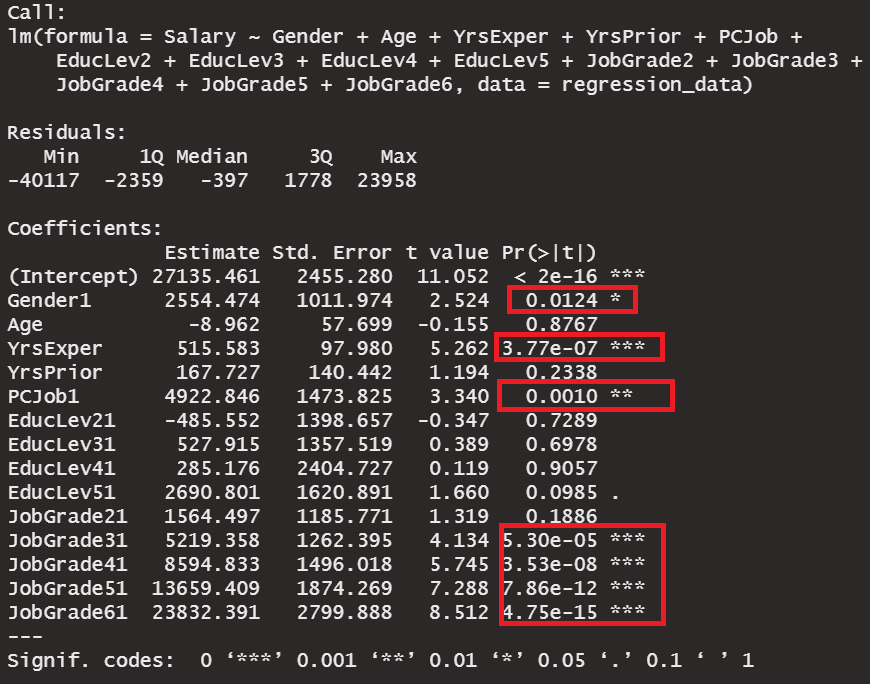 Call:
lm(formula = Salary ~ Gender + Age + YrsExper + YrsPrior + PCJob +
    EducLev2 + EducLev3 + EducLev4 + EducLev5 + JobGrade2 + JobGrade3 +
    JobGrade4 + JobGrade5 + JobGrade6, data = regression_data)
Residuals:
   Min     1Q Median     3Q    Max
-40117  -2359   -397   1778  23958
Coefficients:
             Estimate Std. Error t value Pr(>|t|)
(Intercept) 27135.461   2455.280  11.052  < 2e-16 ***
Gender1      2554.474   1011.974   2.524   0.0124 *
Age            -8.962     57.699  -0.155   0.8767
YrsExper      515.583     97.980   5.262 3.77e-07 ***
YrsPrior      167.727    140.442   1.194   0.2338
PCJob1       4922.846   1473.825   3.340   0.0010 **
EducLev21    -485.552   1398.657  -0.347   0.7289
EducLev31     527.915   1357.519   0.389   0.6978
EducLev41     285.176   2404.727   0.119   0.9057
EducLev51    2690.801   1620.891   1.660   0.0985 .
JobGrade21   1564.497   1185.771   1.319   0.1886
JobGrade31   5219.358   1262.395   4.134 5.30e-05 ***
JobGrade41   8594.833   1496.018   5.745 3.53e-08 ***
JobGrade51  13659.409   1874.269   7.288 7.86e-12 ***
JobGrade61  23832.391   2799.888   8.512 4.75e-15 ***
---
Signif. codes:  0 ‘***’ 0.001 ‘**’ 0.01 ‘*’ 0.05 ‘.’ 0.1 ‘ ’ 1